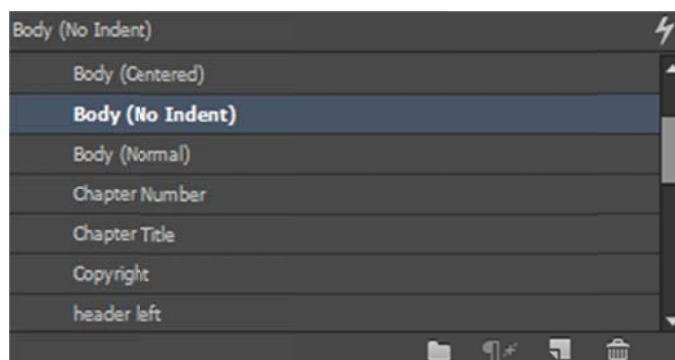 Body (No Indent)
Body (Centered)
Body (No Indent)
Body (Normal)
Chapter Number
Chapter Title
Copyright
header left